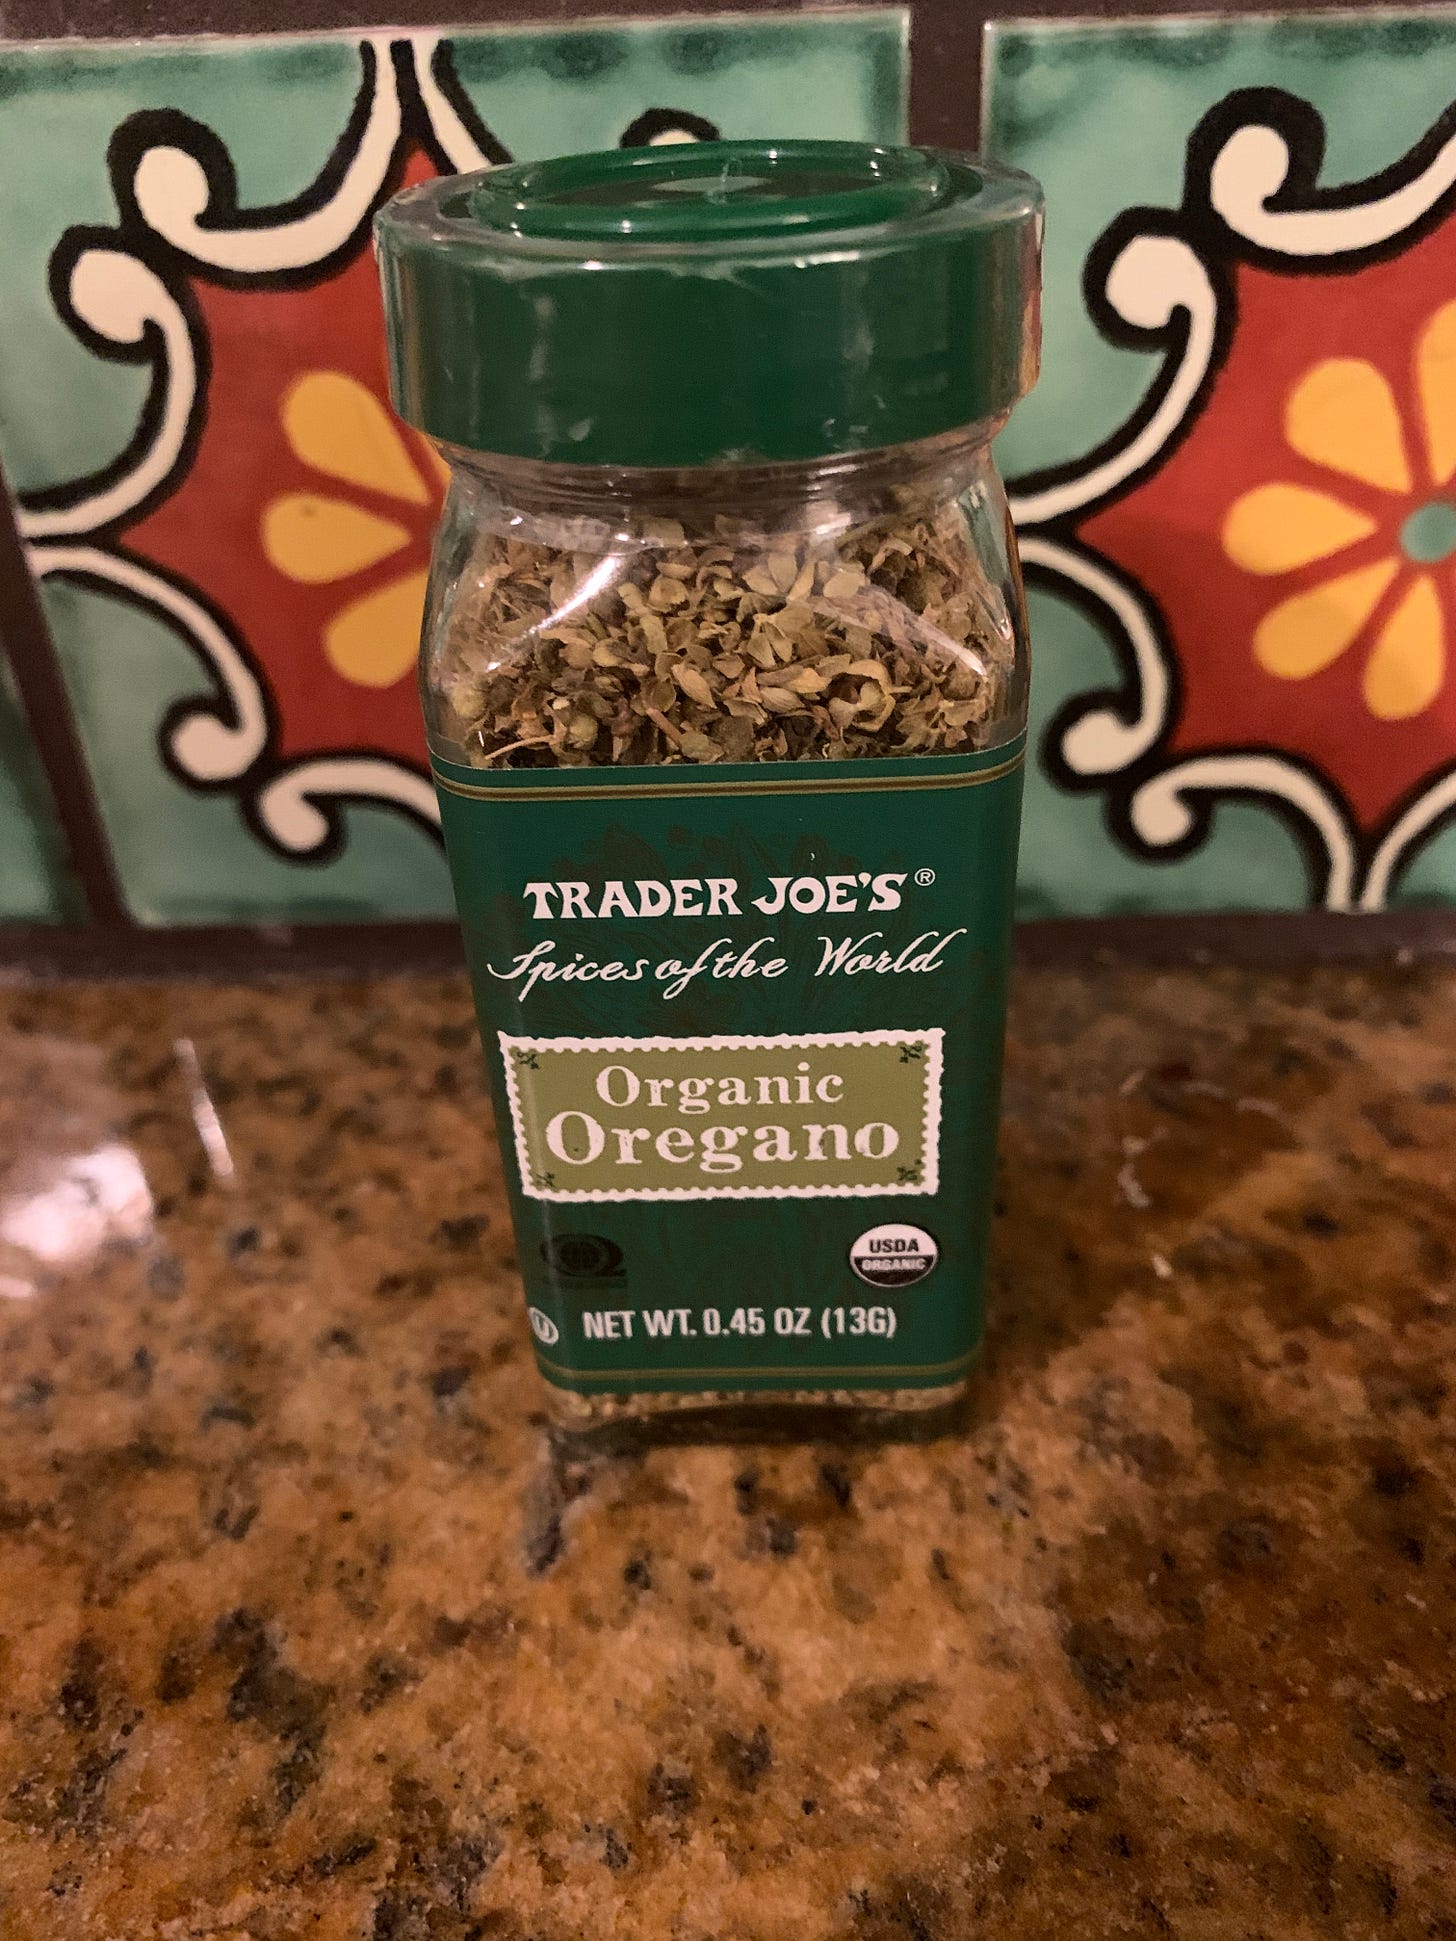 TRADER JOE'S®
Spices of the World
Organic
Oregano
USDA
ORGANIC
U NET WT. 0.45 OZ (13G)